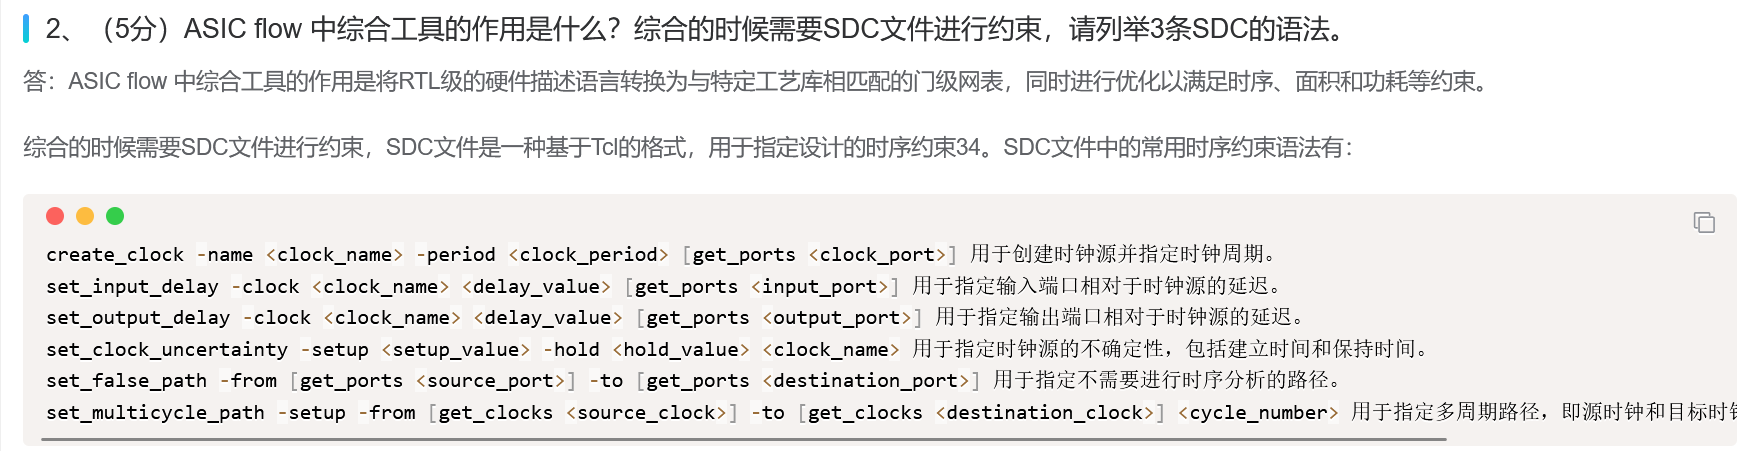 2、（5分）ASIC flow 中综合工具的作用是什么？综合的时候需要SDC文件进行约束，请列举3条SDC的语法。
答：ASIC flow 中综合工具的作用是将RTL级的硬件描述语言转换为与特定工艺库相匹配的门级网表，同时进行优化以满足时序、面积和功耗等约束。
综合的时候需要SDC文件进行约束，SDC文件是一种基于Tcl的格式，用于指定设计的时序约束34。SDC文件中的常用时序约束语法有：
create_clock -name <clock_name> -period <clock_period> [get_ports <clock_port>] 用于创建时钟源并指定时钟周期。
set_input_delay -clock <clock_name> <delay_value> [get_ports <input_port>] 用于指定输入端口相对于时钟源的延迟。
set_output_delay -clock <clock_name> <delay_value> [get_ports <output_port>] 用于指定输出端口相对于时钟源的延迟。
set_clock_uncertainty -setup <setup_value> -hold <hold_value> <clock_name> 用于指定时钟源的不确定性，包括建立时间和保持时间。
set_false_path -from [get_ports <source_port>] -to [get_ports <destination_port>] 用于指定不需要进行时序分析的路径。
set_multicycle_path -setup -from [get_clocks <source_clock>] -to [get_clocks <destination_clock>] <cycle_number> 用于指定多周期路径，即源时钟和目标时